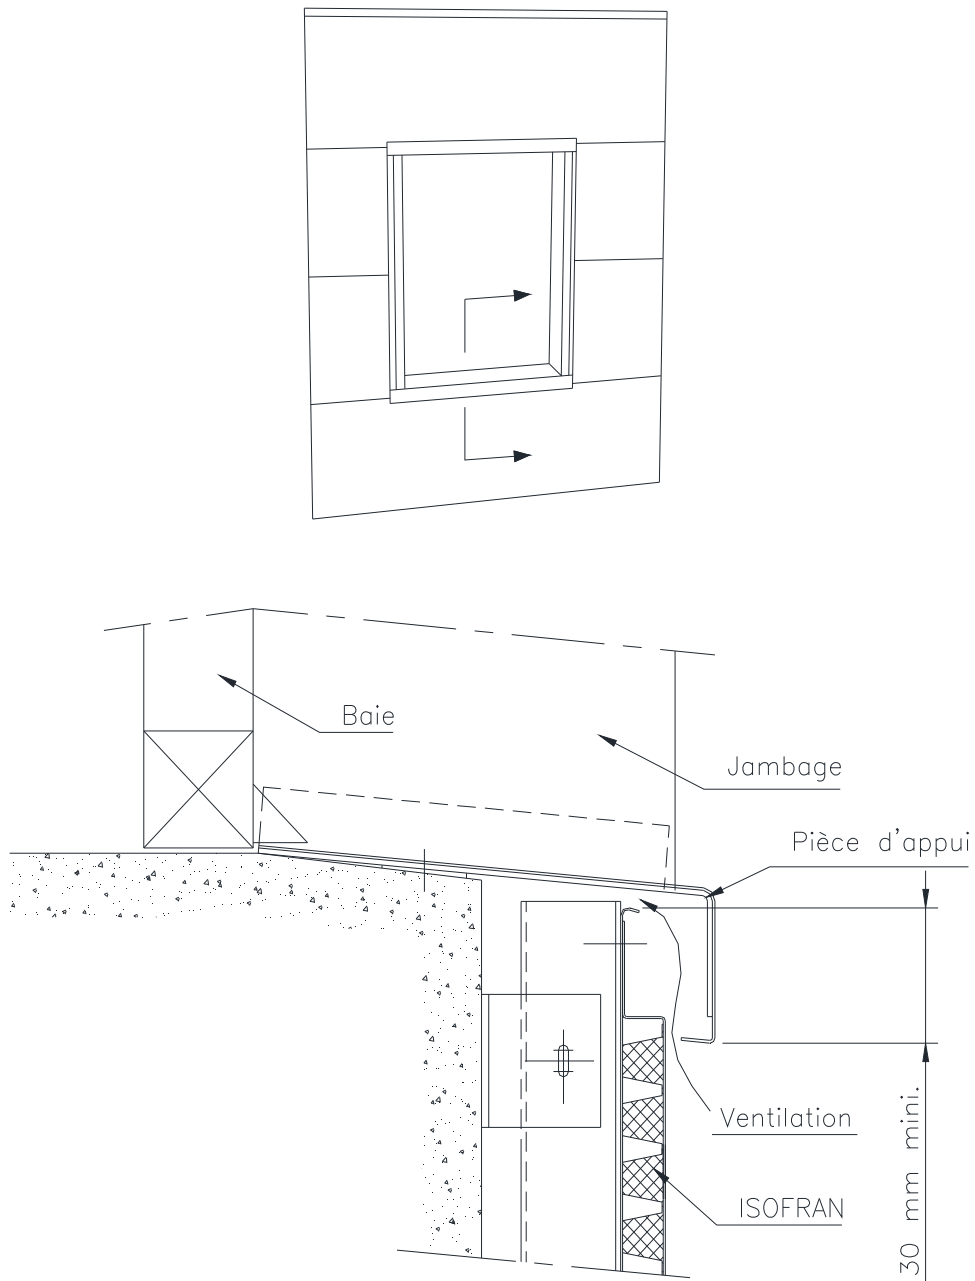 Baie
Jambage
Pièce d'appui
Ventilation
ISOFRAN
30 mm mini.